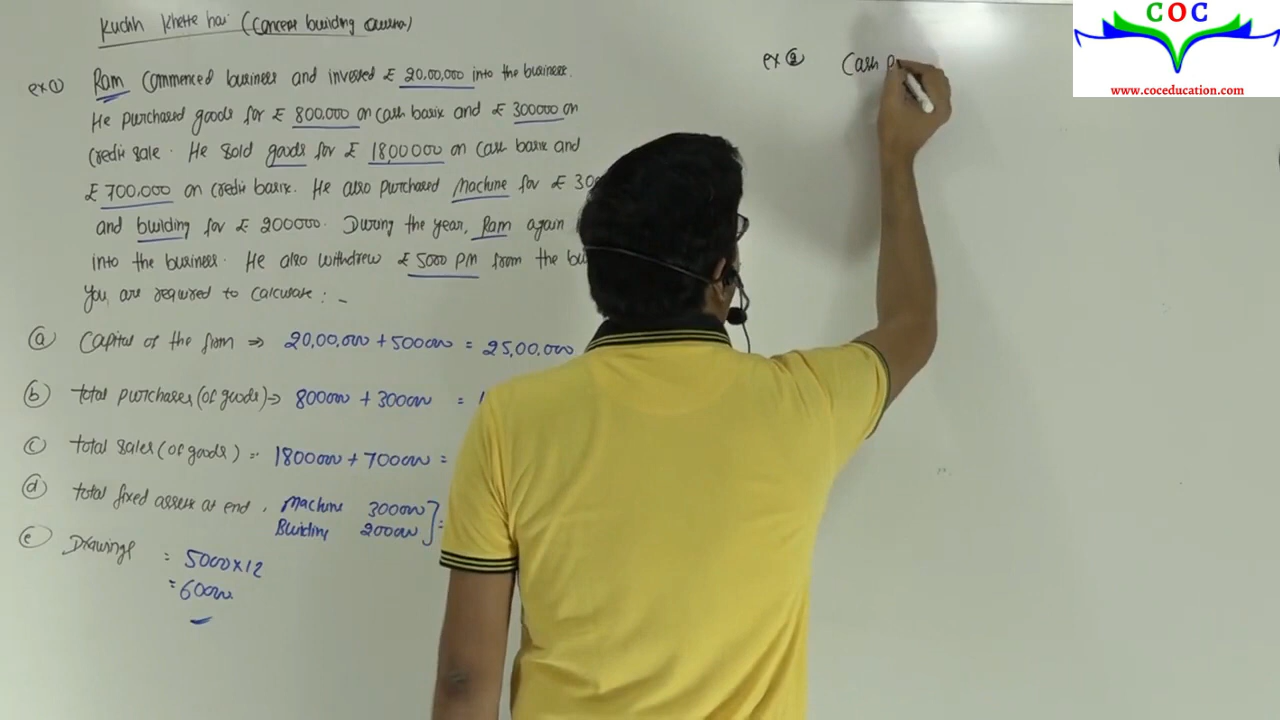 Kuchh Khette hai (Concept building
ex ① Ram Commenced business and invested ₤ 20,00,000 into the business.
He purchased goods for ₤ 800,000 on cash basis and ₤ 300000 on
Credit sale. He sold goods for ₤ 18,00000 on cash basis and
₤ 700,000 on credit basis. He also purchased Machine for ₤ 300
and building for ₤ 200000. During the year, Ram again
into the business. He also withdrew ₤ 5000 PM from the bu
You are required to calculate : -
ⓐ Capital of the firm ⇒ 20,00,000 + 500000 = 25,00,000
ⓑ total purchases (of goods) → 800000 + 300000 = 1
ⓒ total sales (of goods) = 1800000 + 700000 =
ⓓ total fixed assets at end. Machine 300000
Building 200000 =
ⓔ Drawings = 5000 × 12
= 60000
ex ② Cash P
COC
www.coceducation.com